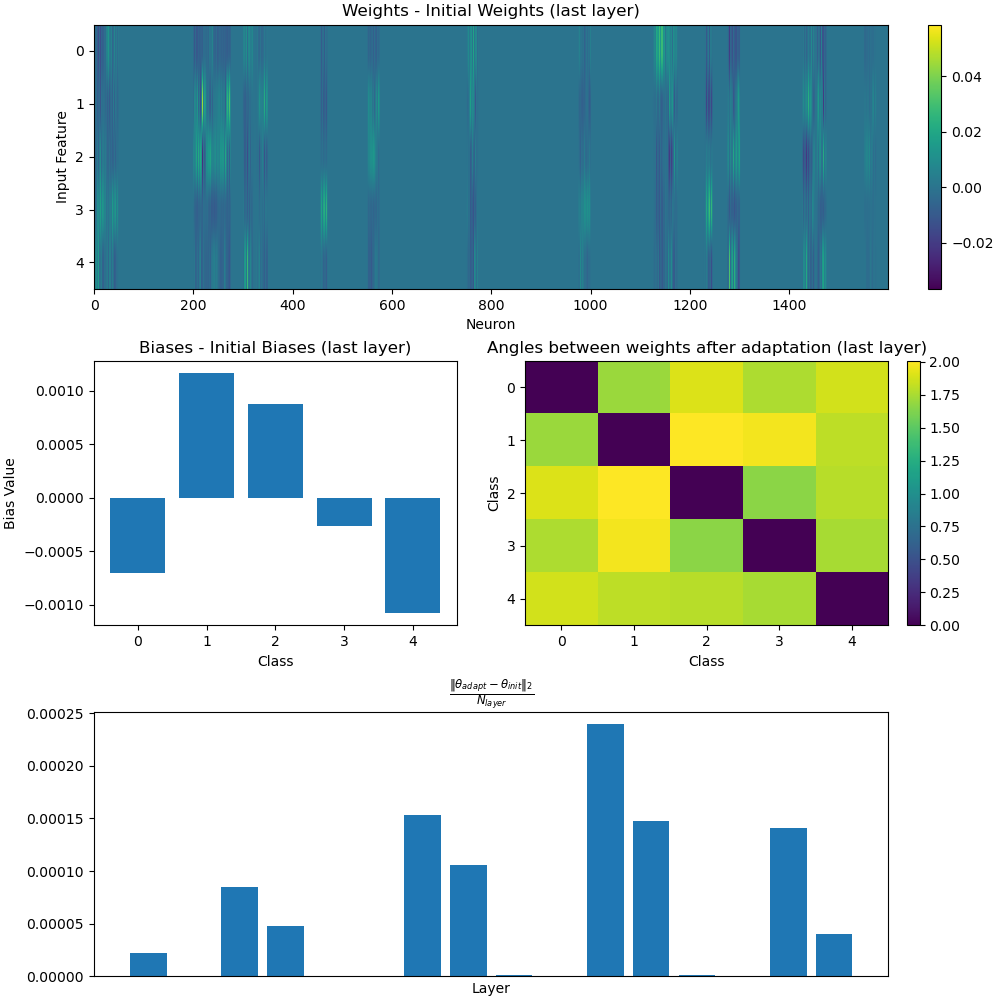 Weights - Initial Weights (last layer)
Input Feature
0
1
2
3
4
0 200 400 600 800 1000 1200 1400
Neuron
0.04
0.02
0.00
−0.02
Biases - Initial Biases (last layer)
Bias Value
0.0010
0.0005
0.0000
−0.0005
−0.0010
0 1 2 3 4
Class
Angles between weights after adaptation (last layer)
Class
0
1
2
3
4
0 1 2 3 4
Class
2.00
1.75
1.50
1.25
1.00
0.75
0.50
0.25
0.00
‖θ_adapt − θ_init‖₂
N_layer
0.00025
0.00020
0.00015
0.00010
0.00005
0.00000
Layer